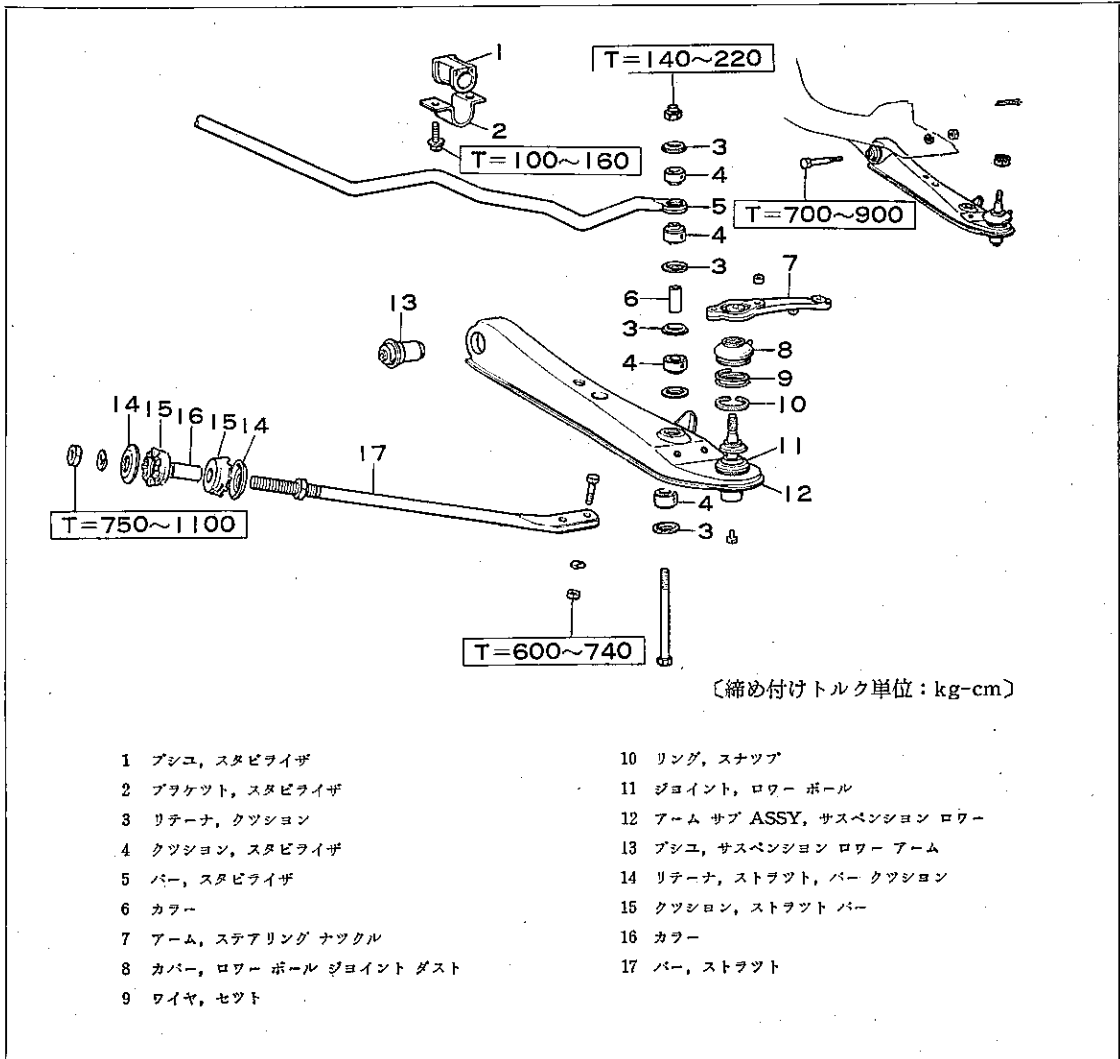 1
T=140～220
2
3
T=100～160
4
5
T=700～900
4
3
7
6
13
3
8
4
9
10
14 15 16 15 14
17
11
12
4
T=750～1100
3
T=600～740
〔締め付けトルク単位：kg-cm〕
1 ブシユ, スタビライザ
2 ブラケツト, スタビライザ
3 リテーナ, クツシヨン
4 クツシヨン, スタビライザ
5 バー, スタビライザ
6 カラー
7 アーム, ステアリング ナツクル
8 カバー, ロワー ボール ジヨイント ダスト
9 ワイヤ, セツト
10 リング, スナツプ
11 ジヨイント, ロワー ボール
12 アーム サブ ASSY, サスペンシヨン ロワー
13 ブシユ, サスペンシヨン ロワー アーム
14 リテーナ, ストラツト, バー クツシヨン
15 クツシヨン, ストラツト バー
16 カラー
17 バー, ストラツト